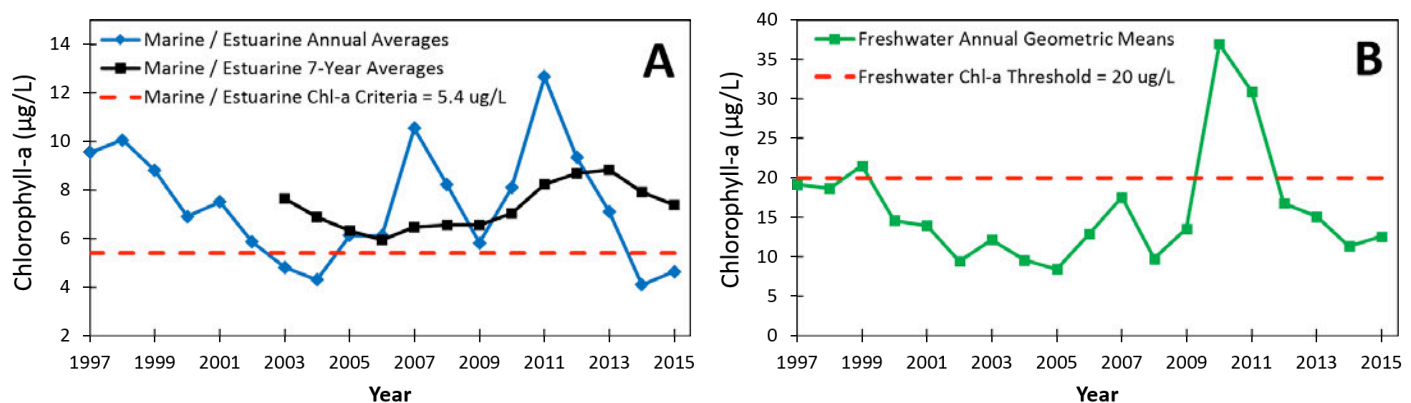 Marine / Estuarine Annual Averages
Marine / Estuarine 7-Year Averages
Marine / Estuarine Chl-a Criteria = 5.4 ug/L
A
Chlorophyll-a (µg/L)
14
12
10
8
6
4
2
1997 1999 2001 2003 2005 2007 2009 2011 2013 2015
Year
Freshwater Annual Geometric Means
Freshwater Chl-a Threshold = 20 ug/L
B
Chlorophyll-a (µg/L)
40
35
30
25
20
15
10
5
0
1997 1999 2001 2003 2005 2007 2009 2011 2013 2015
Year